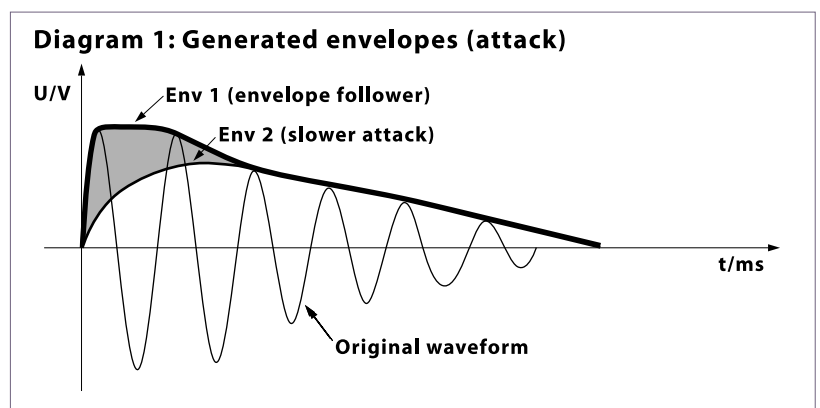 Diagram 1: Generated envelopes (attack)
U/V
Env 1 (envelope follower)
Env 2 (slower attack)
t/ms
Original waveform